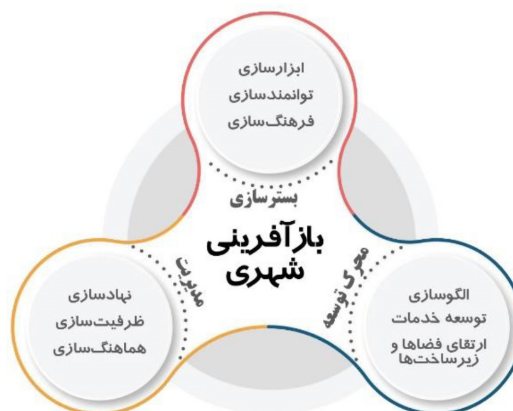 ابزارسازی
توانمندسازی
فرهنگ‌سازی
بسترسازی
بازآفرینی
شهری
محرک توسعه
مدیریت
الگوسازی
توسعه خدمات
ارتقای فضاها و
زیرساخت‌ها
نهادسازی
ظرفیت‌سازی
هماهنگ‌سازی